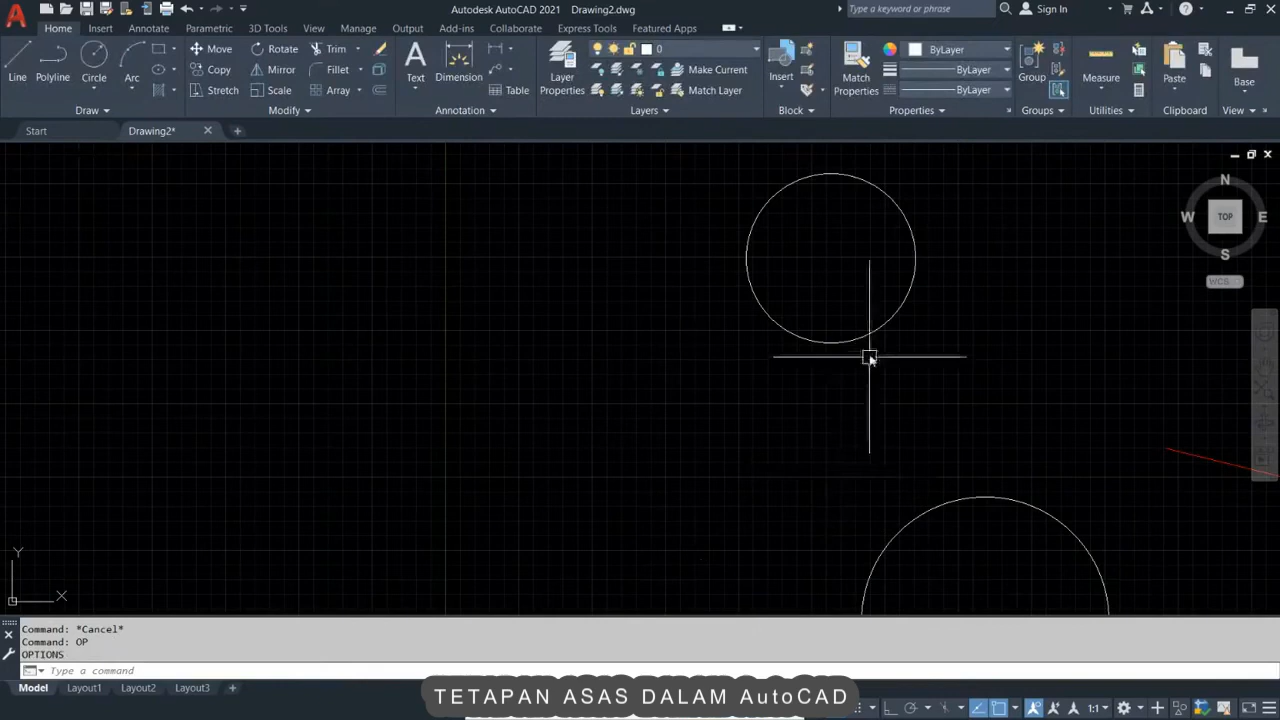 Autodesk AutoCAD 2021 Drawing2.dwg
Type a keyword or phrase
Sign In
Home Insert Annotate Parametric 3D Tools View Manage Output Add-ins Collaborate Express Tools Featured Apps
Line Polyline Circle Arc
Move Rotate Trim
Copy Mirror Fillet
Stretch Scale Array
Text Dimension Table
Layer Properties
0
Make Current
Match Layer
Insert
Match Properties
ByLayer
ByLayer
ByLayer
Group
Measure
Paste
Base
Draw Modify Annotation Layers Block Properties Groups Utilities Clipboard View
Start Drawing2*
N
W TOP E
S
WCS
Y
X
Command: *Cancel*
Command: OP
OPTIONS
Type a command
Model Layout1 Layout2 Layout3
TETAPAN ASAS DALAM AutoCAD
1:1